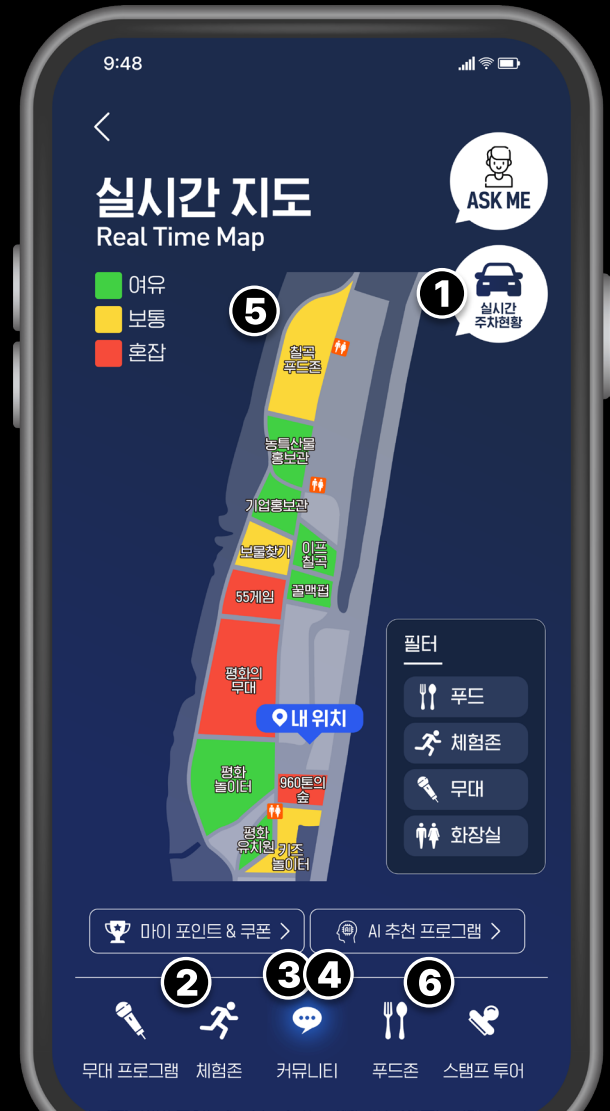 9:48
ASK ME
실시간 지도
Real Time Map
1
실시간
주차현황
여유
보통
혼잡
5
칠곡
푸드존
농특산물
홍보관
기업홍보관
보물찾기
이프
칠곡
55게임
꿀맥펍
평화의
무대
내 위치
평화
놀이터
960톤의
숲
평화
유치원
키즈
놀이터
필터
푸드
체험존
무대
화장실
마이 포인트 & 쿠폰 >
AI 추천 프로그램 >
2
3
4
6
무대 프로그램
체험존
커뮤니티
푸드존
스탬프 투어